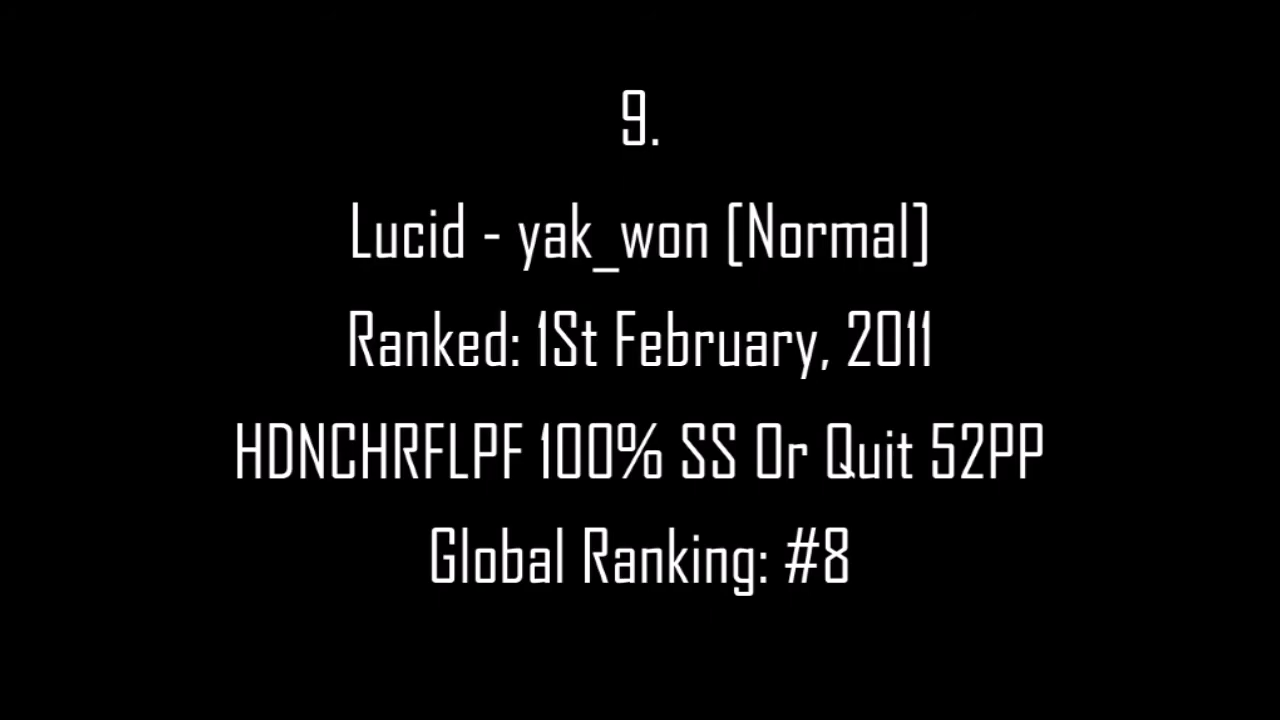 9.
Lucid - yak_won [Normal]
Ranked: 1St February, 2011
HDNCHRFLPF 100% SS Or Quit 52PP
Global Ranking: #8